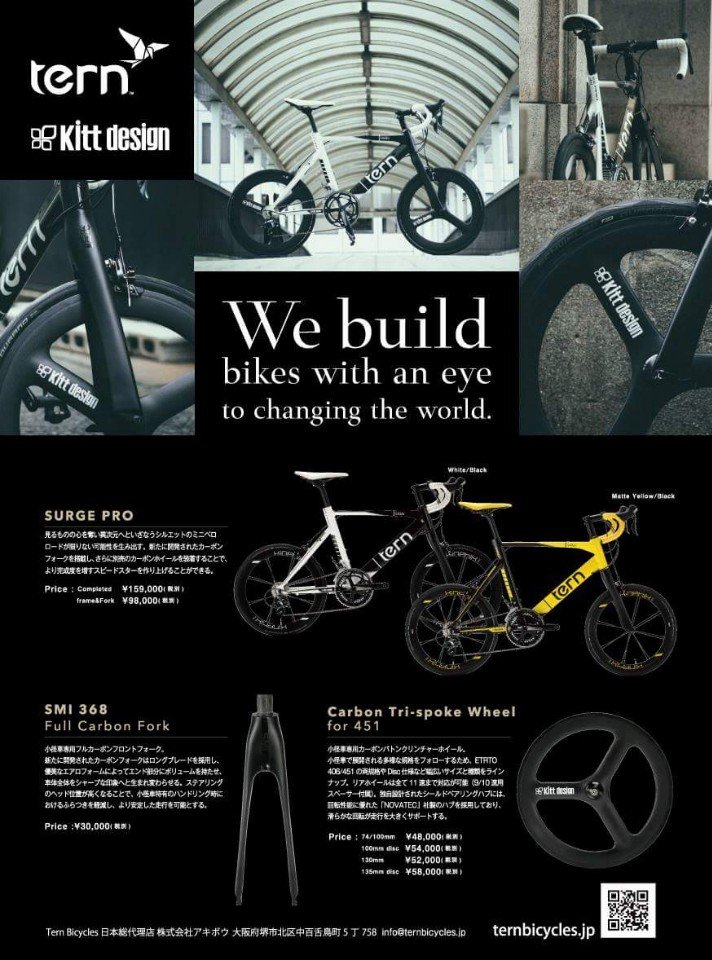 tern™
Kitt design
tern
tern
tern
Kitt design
Kitt design
We build
bikes with an eye
to changing the world.
White/Black
Matte Yellow/Black
SURGE PRO
見るものの心を奪い異次元へといざなうシルエットのミニベロ
ロードが限りない可能性を生み出す。新たに開発されたカーボン
フォークを搭載し、さらに別売のカーボンホイールを装着することで、
より完成度を増すスピードスターを作り上げることができる。
Price : Completed ¥159,000(税別)
frame&Fork ¥98,000(税別)
tern
tern
SMI 368
Full Carbon Fork
小径車専用フルカーボンフロントフォーク。
新たに開発されたカーボンフォークはロングブレードを採用し、
優美なエアロフォームによってエンド部分にボリュームを持たせ、
車体全体をシャープな印象へと生まれ変わらせる。ステアリング
のヘッド位置が高くなることで、小径車特有のハンドリング時に
おけるふらつきを軽減し、より安定した走行を可能とする。
Price :¥30,000(税別)
Carbon Tri-spoke Wheel
for 451
小径車専用カーボンバトンクリンチャーホイール。
小径車で展開される多様な規格をフォローするため、ETRTO
406/451の両規格やDisc仕様など幅広いサイズと種類をライン
ナップ。リアホイールは全て11速まで対応が可能（9/10 兼用
スペーサー付属）。独自設計されたシールドベアリングハブには、
回転性能に優れた「NOVATEC」社製のハブを採用しており、
滑らかな回転が走行を大きくサポートする。
Price : 74/100mm ¥48,000(税別)
100mm disc ¥54,000(税別)
130mm ¥52,000(税別)
135mm disc ¥58,000(税別)
Kitt design
Tern Bicycles 日本総代理店 株式会社アキボウ 大阪府堺市北区中百舌鳥町 5 丁 758 info@ternbicycles.jp
ternbicycles.jp